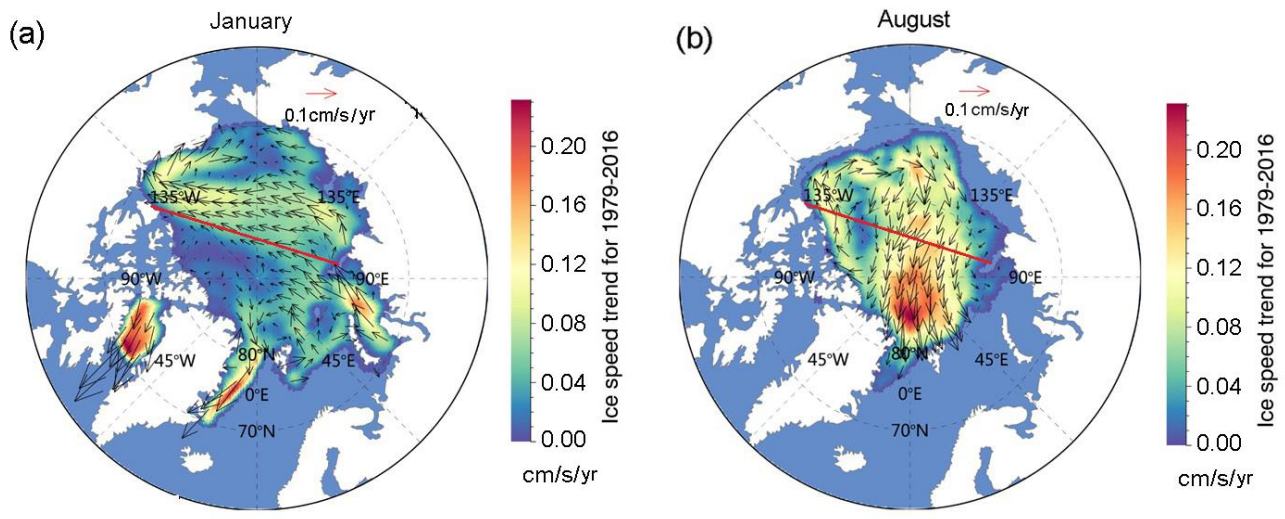 January
(a)
0.1cm/s/yr
135°W
135°E
90°W
90°E
45°W
80°N
45°E
0°E
70°N
0.20
0.16
0.12
0.08
0.04
0.00
cm/s/yr
Ice speed trend for 1979-2016
August
(b)
0.1cm/s/yr
135°W
135°E
90°W
90°E
45°W
80°N
45°E
0°E
70°N
0.20
0.16
0.12
0.08
0.04
0.00
cm/s/yr
Ice speed trend for 1979-2016